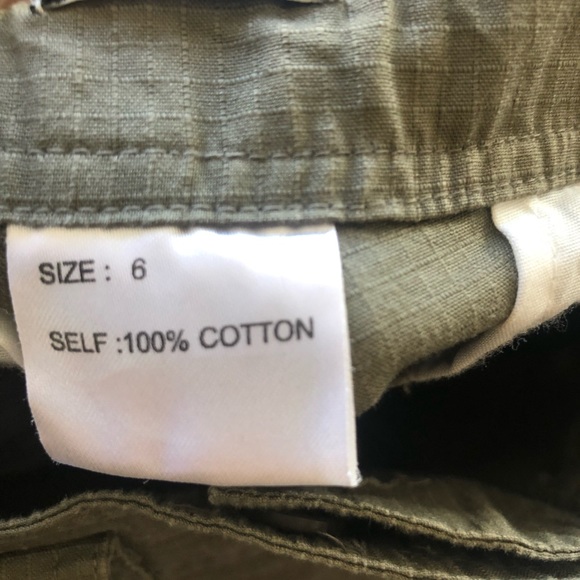 SIZE : 6
SELF :100% COTTON